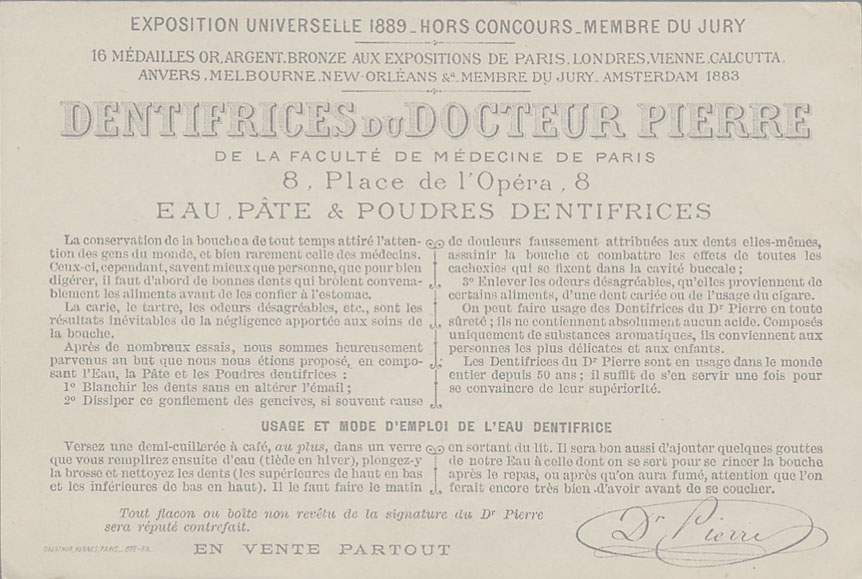 EXPOSITION UNIVERSELLE 1889_HORS CONCOURS_MEMBRE DU JURY
16 MÉDAILLES OR, ARGENT, BRONZE AUX EXPOSITIONS DE PARIS, LONDRES, VIENNE, CALCUTTA,
ANVERS, MELBOURNE, NEW-ORLÉANS &a_ MEMBRE DU JURY_ AMSTERDAM 1883
DENTIFRICES DU DOCTEUR PIERRE
DE LA FACULTÉ DE MÉDECINE DE PARIS
8, Place de l'Opéra, 8
EAU, PÂTE & POUDRES DENTIFRICES
La conservation de la bouche a de tout temps attiré l'atten-
tion des gens du monde, et bien rarement celle des médecins.
Ceux-ci, cependant, savent mieux que personne, que pour bien
digérer, il faut d'abord de bonnes dents qui broient convena-
blement les aliments avant de les confier à l'estomac.
La carie, le tartre, les odeurs désagréables, etc., sont les
résultats inévitables de la négligence apportée aux soins de
la bouche.
Après de nombreux essais, nous sommes heureusement
parvenus au but que nous nous étions proposé, en compo-
sant l'Eau, la Pâte et les Poudres dentifrices :
1º Blanchir les dents sans en altérer l'émail ;
2º Dissiper ce gonflement des gencives, si souvent cause
de douleurs faussement attribuées aux dents elles-mêmes,
assainir la bouche et combattre les effets de toutes les
cachexies qui se fixent dans la cavité buccale ;
3º Enlever les odeurs désagréables, qu'elles proviennent de
certains aliments, d'une dent cariée ou de l'usage du cigare.
On peut faire usage des Dentifrices du Dr Pierre en toute
sûreté ; ils ne contiennent absolument aucun acide. Composés
uniquement de substances aromatiques, ils conviennent aux
personnes les plus délicates et aux enfants.
Les Dentifrices du Dr Pierre sont en usage dans le monde
entier depuis 50 ans ; il suffit de s'en servir une fois pour
se convaincre de leur supériorité.
USAGE ET MODE D'EMPLOI DE L'EAU DENTIFRICE
Versez une demi-cuillerée à café, au plus, dans un verre
que vous remplirez ensuite d'eau (tiède en hiver), plongez-y
la brosse et nettoyez les dents (les supérieures de haut en bas
et les inférieures de bas en haut). Il le faut faire le matin
en sortant du lit. Il sera bon aussi d'ajouter quelques gouttes
de notre Eau à celle dont on se sert pour se rincer la bouche
après le repas, ou après qu'on aura fumé, attention que l'on
ferait encore très bien d'avoir avant de se coucher.
Tout flacon ou boîte non revêtu de la signature du Dr Pierre
sera réputé contrefait.
Dr Pierre
EN VENTE PARTOUT